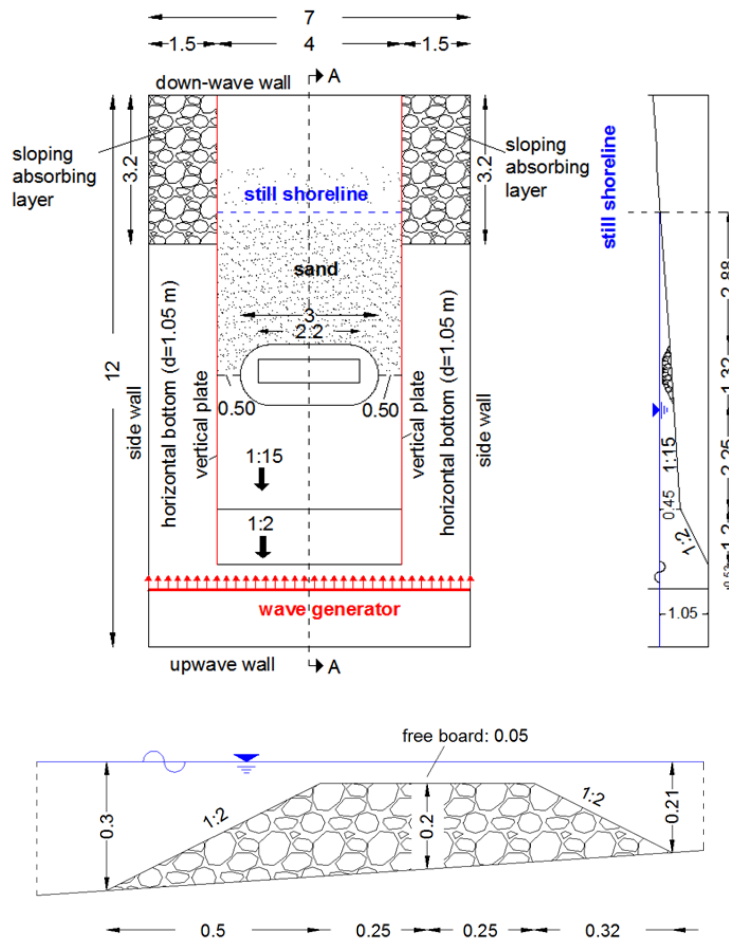 7
1.5
4
1.5
A
down-wave wall
sloping
absorbing
layer
3.2
still shoreline
sloping
absorbing
layer
3.2
still shoreline
sand
3
2.2
0.50
0.50
12
side wall
horizontal bottom (d=1.05 m)
vertical plate
vertical plate
horizontal bottom (d=1.05 m)
side wall
1:15
1:2
wave generator
upwave wall
A
2.88
1.32
2.25
1.2
0.53
1:15
0.45
1:2
1.05
free board: 0.05
1:2
1:2
0.3
0.2
0.21
0.5
0.25
0.25
0.32